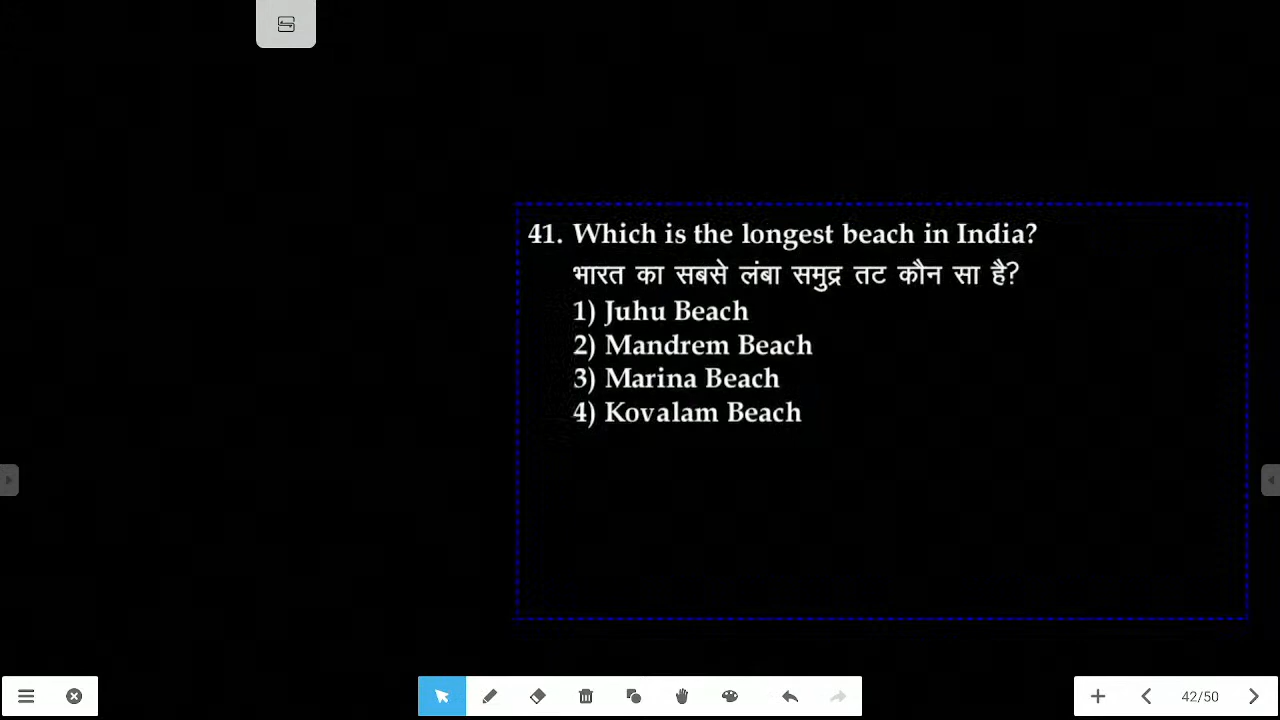 41. Which is the longest beach in India?
भारत का सबसे लंबा समुद्र तट कौन सा है?
1) Juhu Beach
2) Mandrem Beach
3) Marina Beach
4) Kovalam Beach
42/50